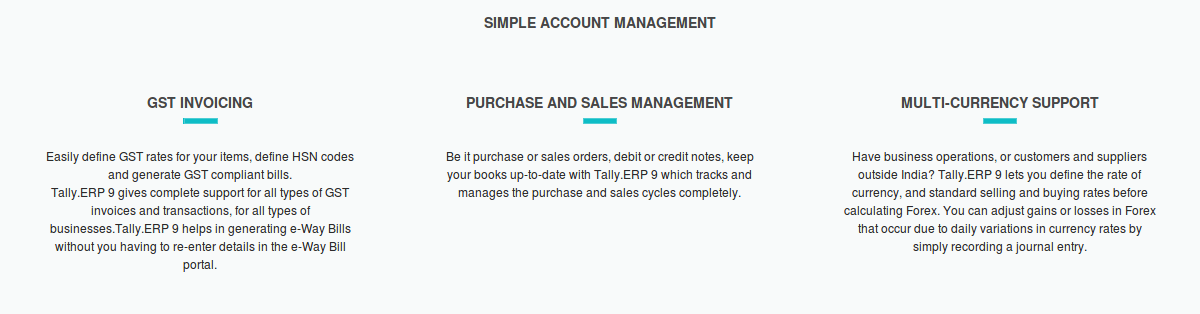 SIMPLE ACCOUNT MANAGEMENT
GST INVOICING
Easily define GST rates for your items, define HSN codes
and generate GST compliant bills.
Tally.ERP 9 gives complete support for all types of GST
invoices and transactions, for all types of
businesses.Tally.ERP 9 helps in generating e-Way Bills
without you having to re-enter details in the e-Way Bill
portal.
PURCHASE AND SALES MANAGEMENT
Be it purchase or sales orders, debit or credit notes, keep
your books up-to-date with Tally.ERP 9 which tracks and
manages the purchase and sales cycles completely.
MULTI-CURRENCY SUPPORT
Have business operations, or customers and suppliers
outside India? Tally.ERP 9 lets you define the rate of
currency, and standard selling and buying rates before
calculating Forex. You can adjust gains or losses in Forex
that occur due to daily variations in currency rates by
simply recording a journal entry.